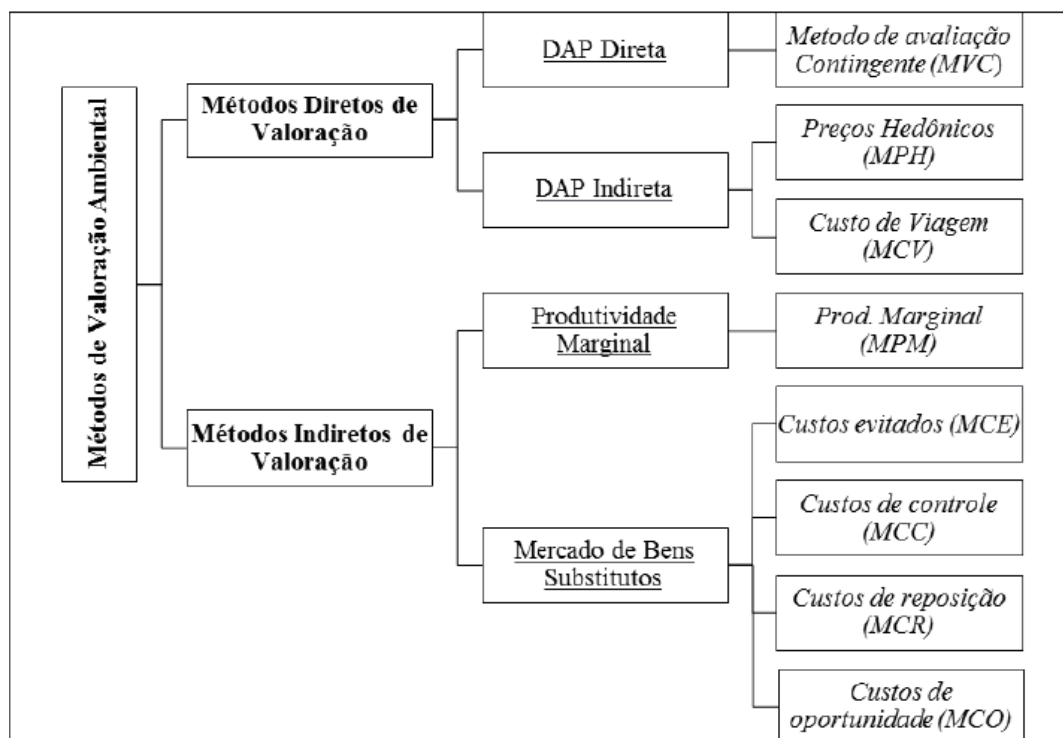 Métodos de Valoração Ambiental
Métodos Diretos de
Valoração
DAP Direta
Metodo de avaliação
Contingente (MVC)
DAP Indireta
Preços Hedônicos
(MPH)
Custo de Viagem
(MCV)
Métodos Indiretos de
Valoração
Produtividade
Marginal
Prod. Marginal
(MPM)
Mercado de Bens
Substitutos
Custos evitados (MCE)
Custos de controle
(MCC)
Custos de reposição
(MCR)
Custos de
oportunidade (MCO)